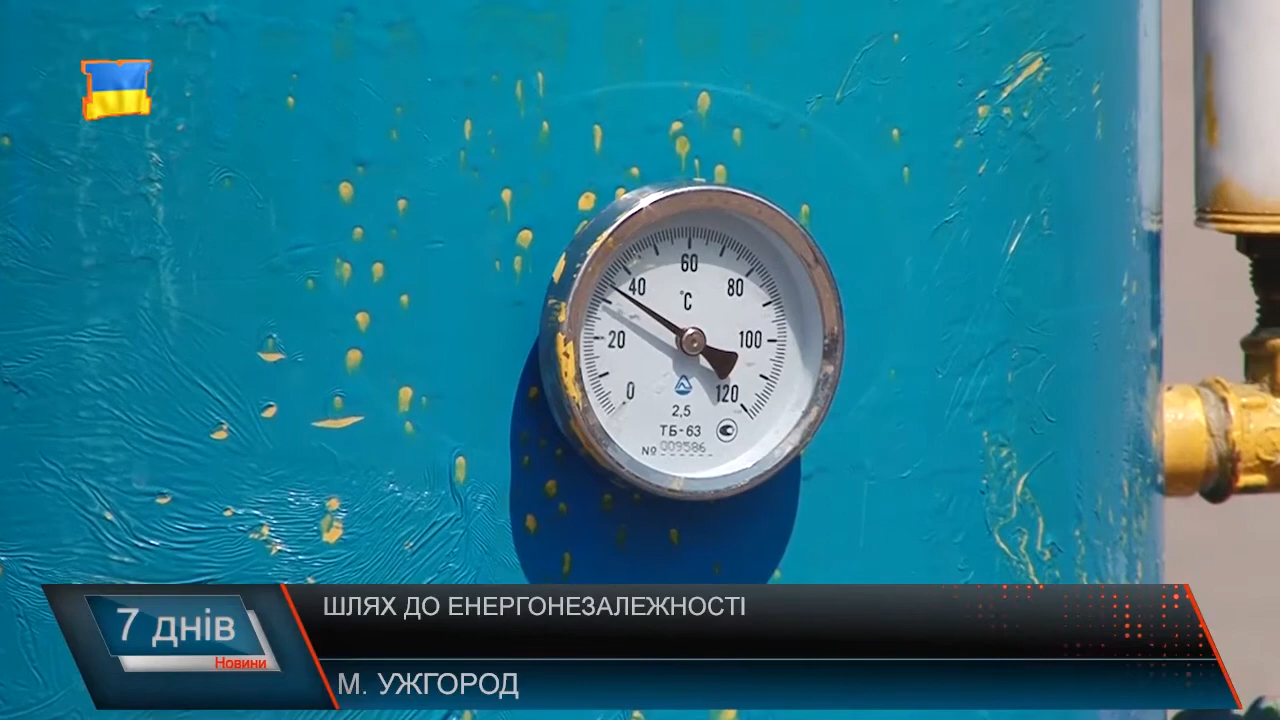 60
40
80
°C
20
100
0
120
2,5
ТБ-63
№ 009586
7 днів
Новини
ШЛЯХ ДО ЕНЕРГОНЕЗАЛЕЖНОСТІ
М. УЖГОРОД